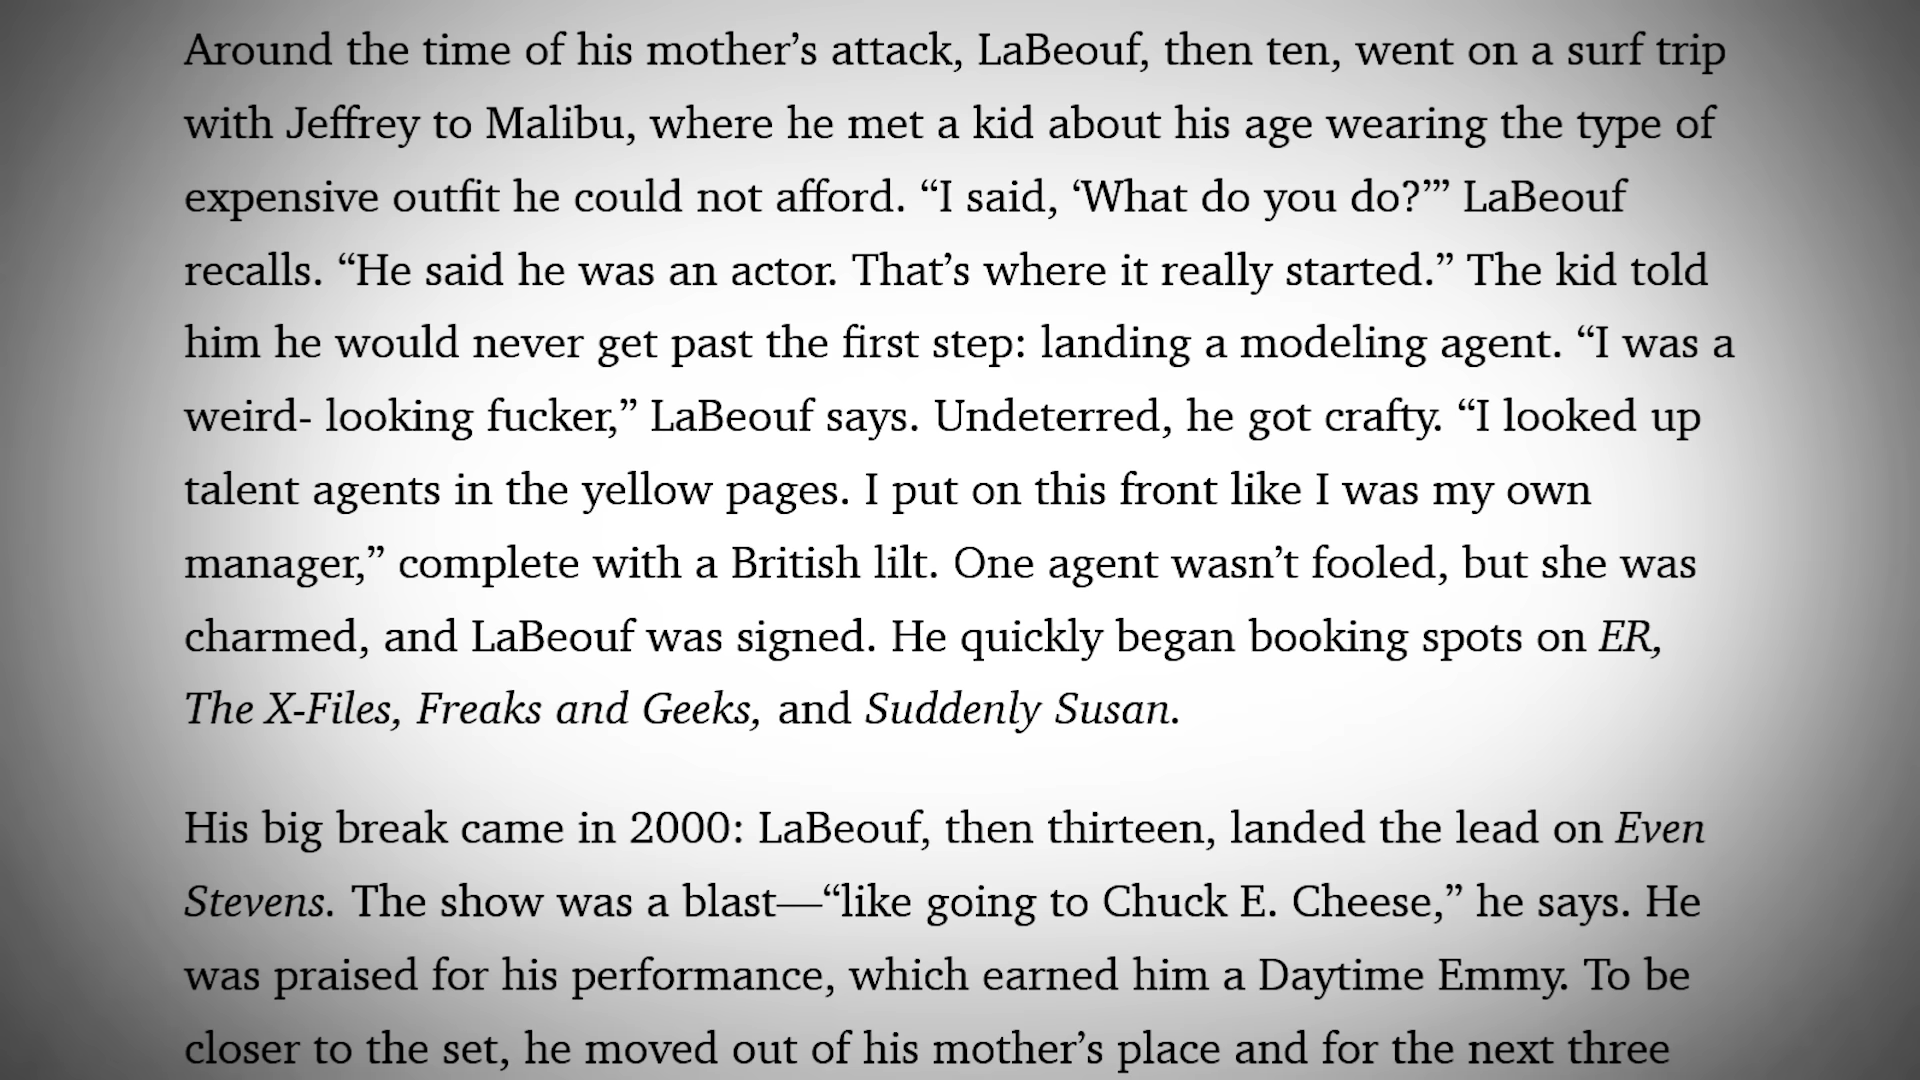 Around the time of his mother’s attack, LaBeouf, then ten, went on a surf trip
with Jeffrey to Malibu, where he met a kid about his age wearing the type of
expensive outfit he could not afford. “I said, ‘What do you do?’” LaBeouf
recalls. “He said he was an actor. That’s where it really started.” The kid told
him he would never get past the first step: landing a modeling agent. “I was a
weird- looking fucker,” LaBeouf says. Undeterred, he got crafty. “I looked up
talent agents in the yellow pages. I put on this front like I was my own
manager,” complete with a British lilt. One agent wasn’t fooled, but she was
charmed, and LaBeouf was signed. He quickly began booking spots on ER,
The X-Files, Freaks and Geeks, and Suddenly Susan.
His big break came in 2000: LaBeouf, then thirteen, landed the lead on Even
Stevens. The show was a blast—“like going to Chuck E. Cheese,” he says. He
was praised for his performance, which earned him a Daytime Emmy. To be
closer to the set, he moved out of his mother’s place and for the next three